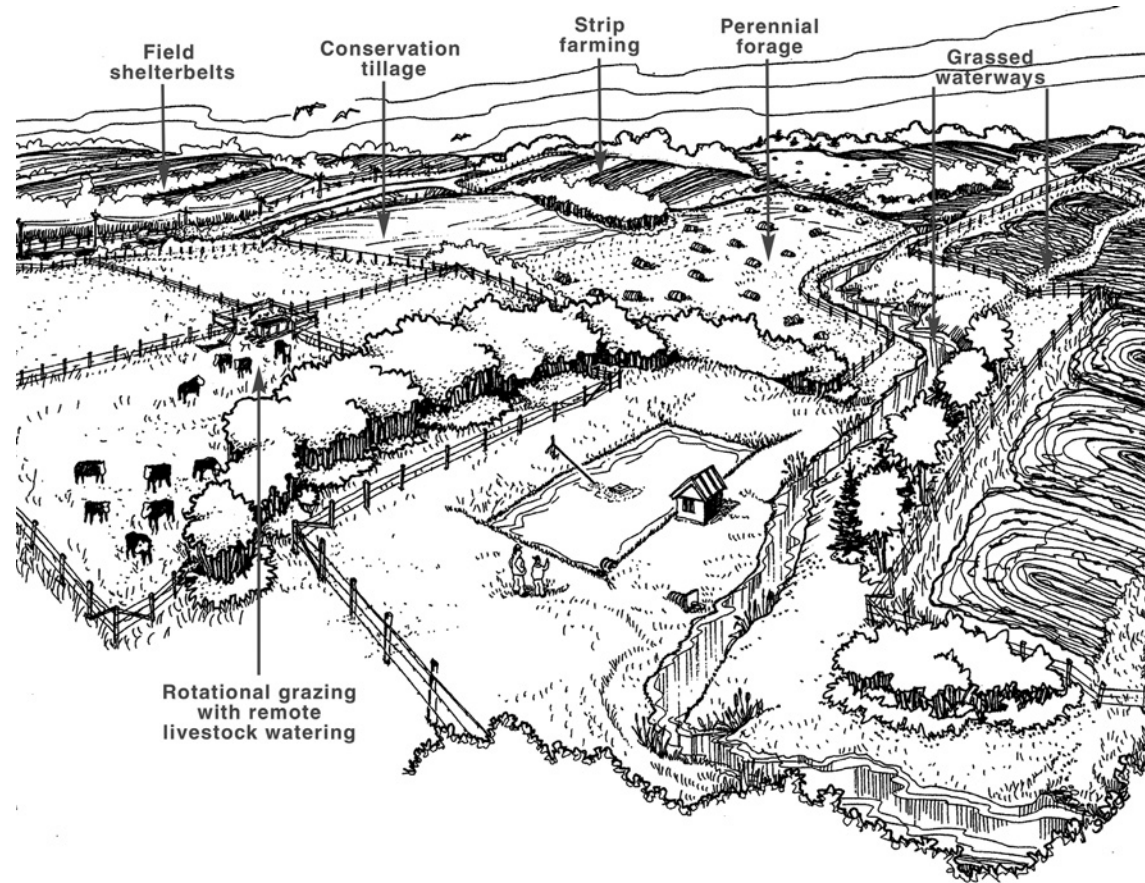 Field
shelterbelts
Conservation
tillage
Strip
farming
Perennial
forage
Grassed
waterways
Rotational grazing
with remote
livestock watering